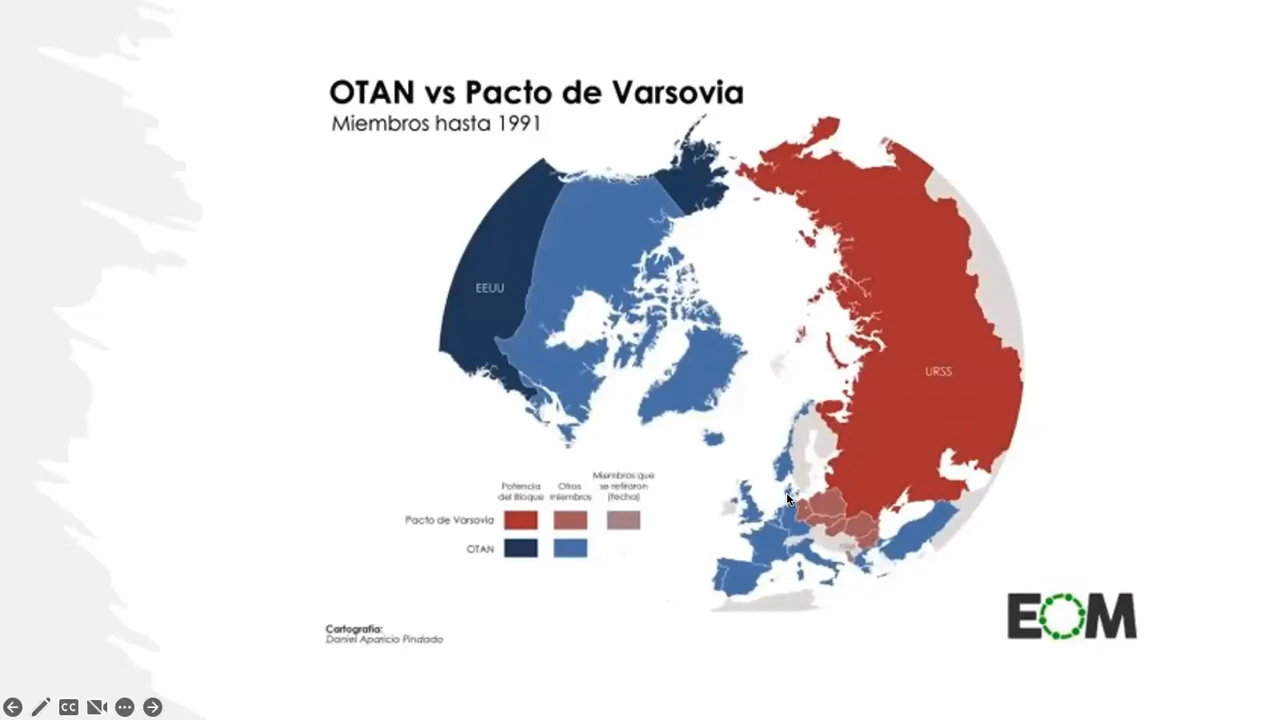 OTAN vs Pacto de Varsovia
Miembros hasta 1991
EEUU
URSS
Miembros que
se retiraron
(fecha)
Potencia
del Bloque
Otros
miembros
Pacto de Varsovia
OTAN
EOM
Cartografía:
Daniel Aparicio Pindado
CC